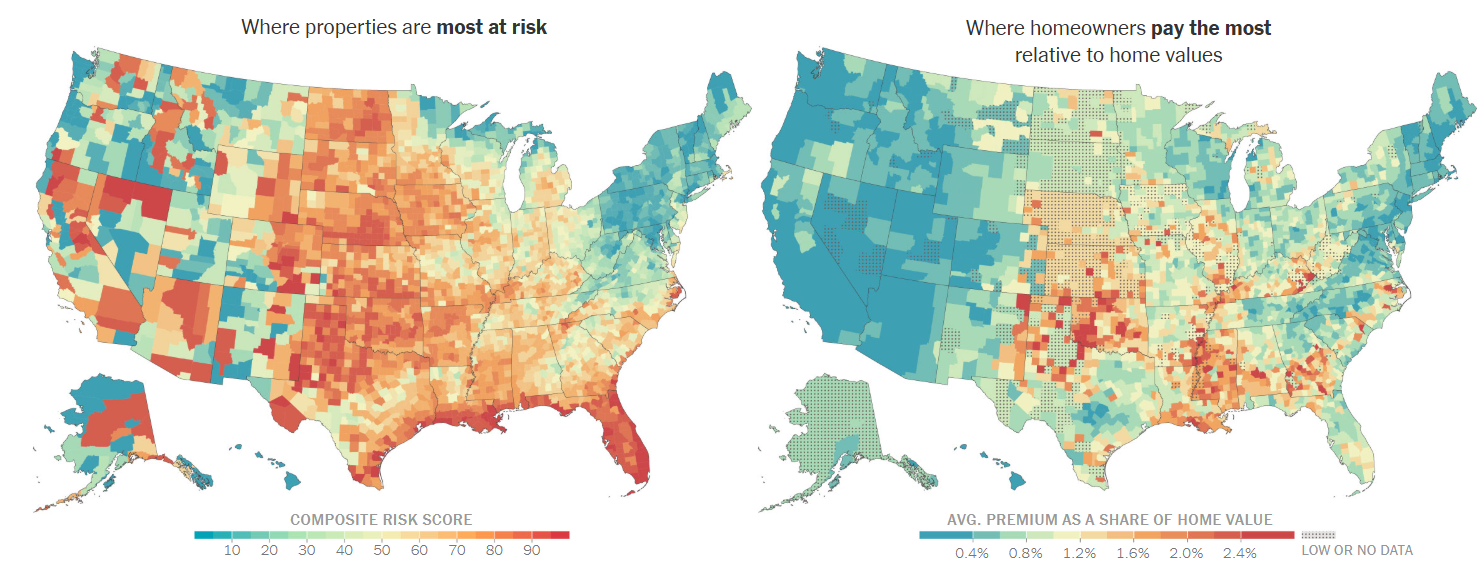 Where properties are most at risk
COMPOSITE RISK SCORE
10 20 30 40 50 60 70 80 90
Where homeowners pay the most
relative to home values
AVG. PREMIUM AS A SHARE OF HOME VALUE
0.4% 0.8% 1.2% 1.6% 2.0% 2.4%
LOW OR NO DATA